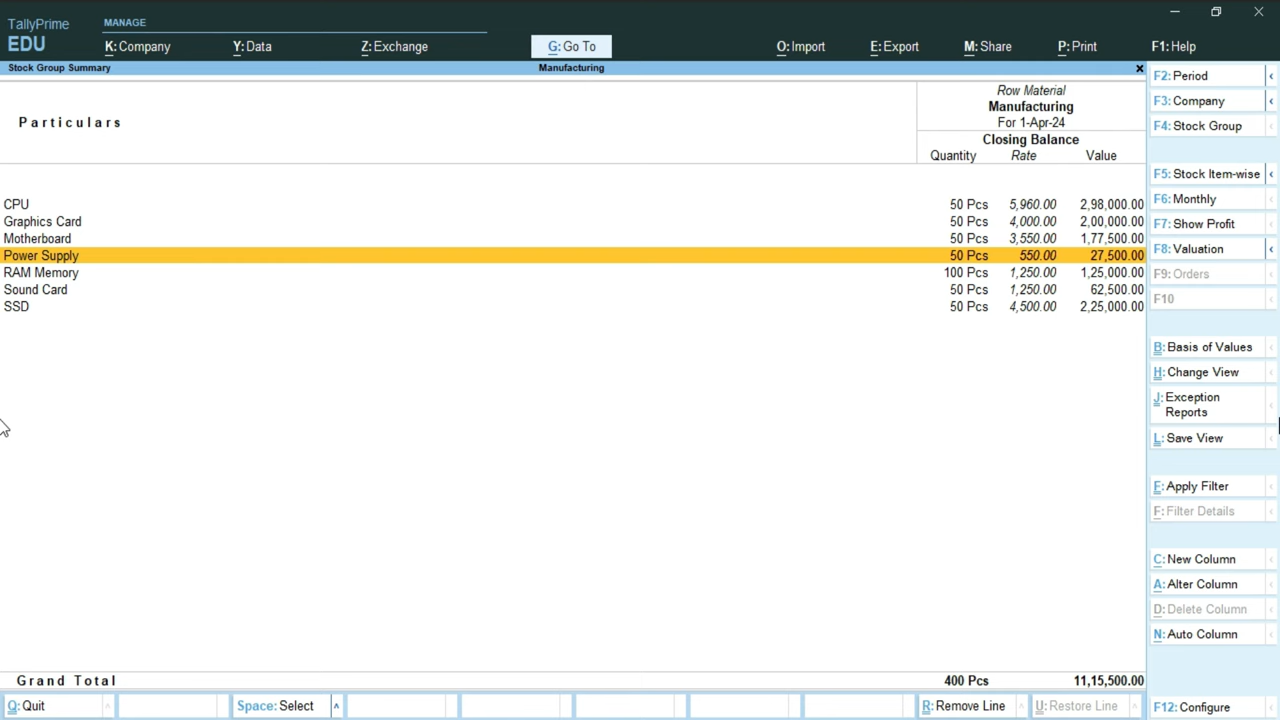 TallyPrime
EDU
MANAGE
K: Company
Y: Data
Z: Exchange
G: Go To
O: Import
E: Export
M: Share
P: Print
F1: Help
Stock Group Summary
Manufacturing
Particulars
Row Material
Manufacturing
For 1-Apr-24
Closing Balance
Quantity Rate Value
CPU 50 Pcs 5,960.00 2,98,000.00
Graphics Card 50 Pcs 4,000.00 2,00,000.00
Motherboard 50 Pcs 3,550.00 1,77,500.00
Power Supply 50 Pcs 550.00 27,500.00
RAM Memory 100 Pcs 1,250.00 1,25,000.00
Sound Card 50 Pcs 1,250.00 62,500.00
SSD 50 Pcs 4,500.00 2,25,000.00
Grand Total 400 Pcs 11,15,500.00
F2: Period
F3: Company
F4: Stock Group
F5: Stock Item-wise
F6: Monthly
F7: Show Profit
F8: Valuation
F9: Orders
F10
B: Basis of Values
H: Change View
J: Exception
Reports
L: Save View
F: Apply Filter
F: Filter Details
C: New Column
A: Alter Column
D: Delete Column
N: Auto Column
F12: Configure
Q: Quit
Space: Select
R: Remove Line
U: Restore Line